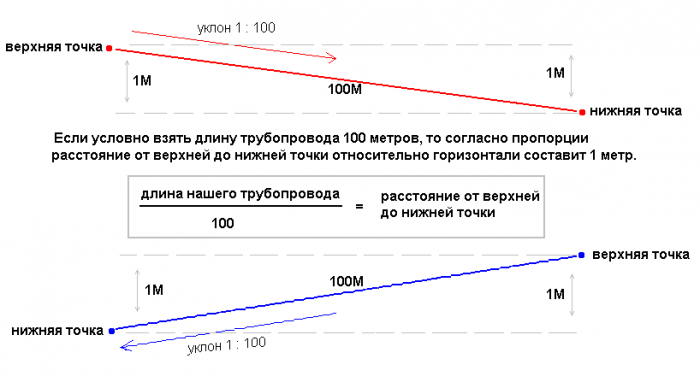 уклон 1 : 100
верхняя точка
1М
1М
100М
нижняя точка
Если условно взять длину трубопровода 100 метров, то согласно пропорции
расстояние от верхней до нижней точки относительно горизонтали составит 1 метр.
длина нашего трубопровода
100
=
расстояние от верхней
до нижней точки
верхняя точка
1М
100М
1М
нижняя точка
уклон 1 : 100